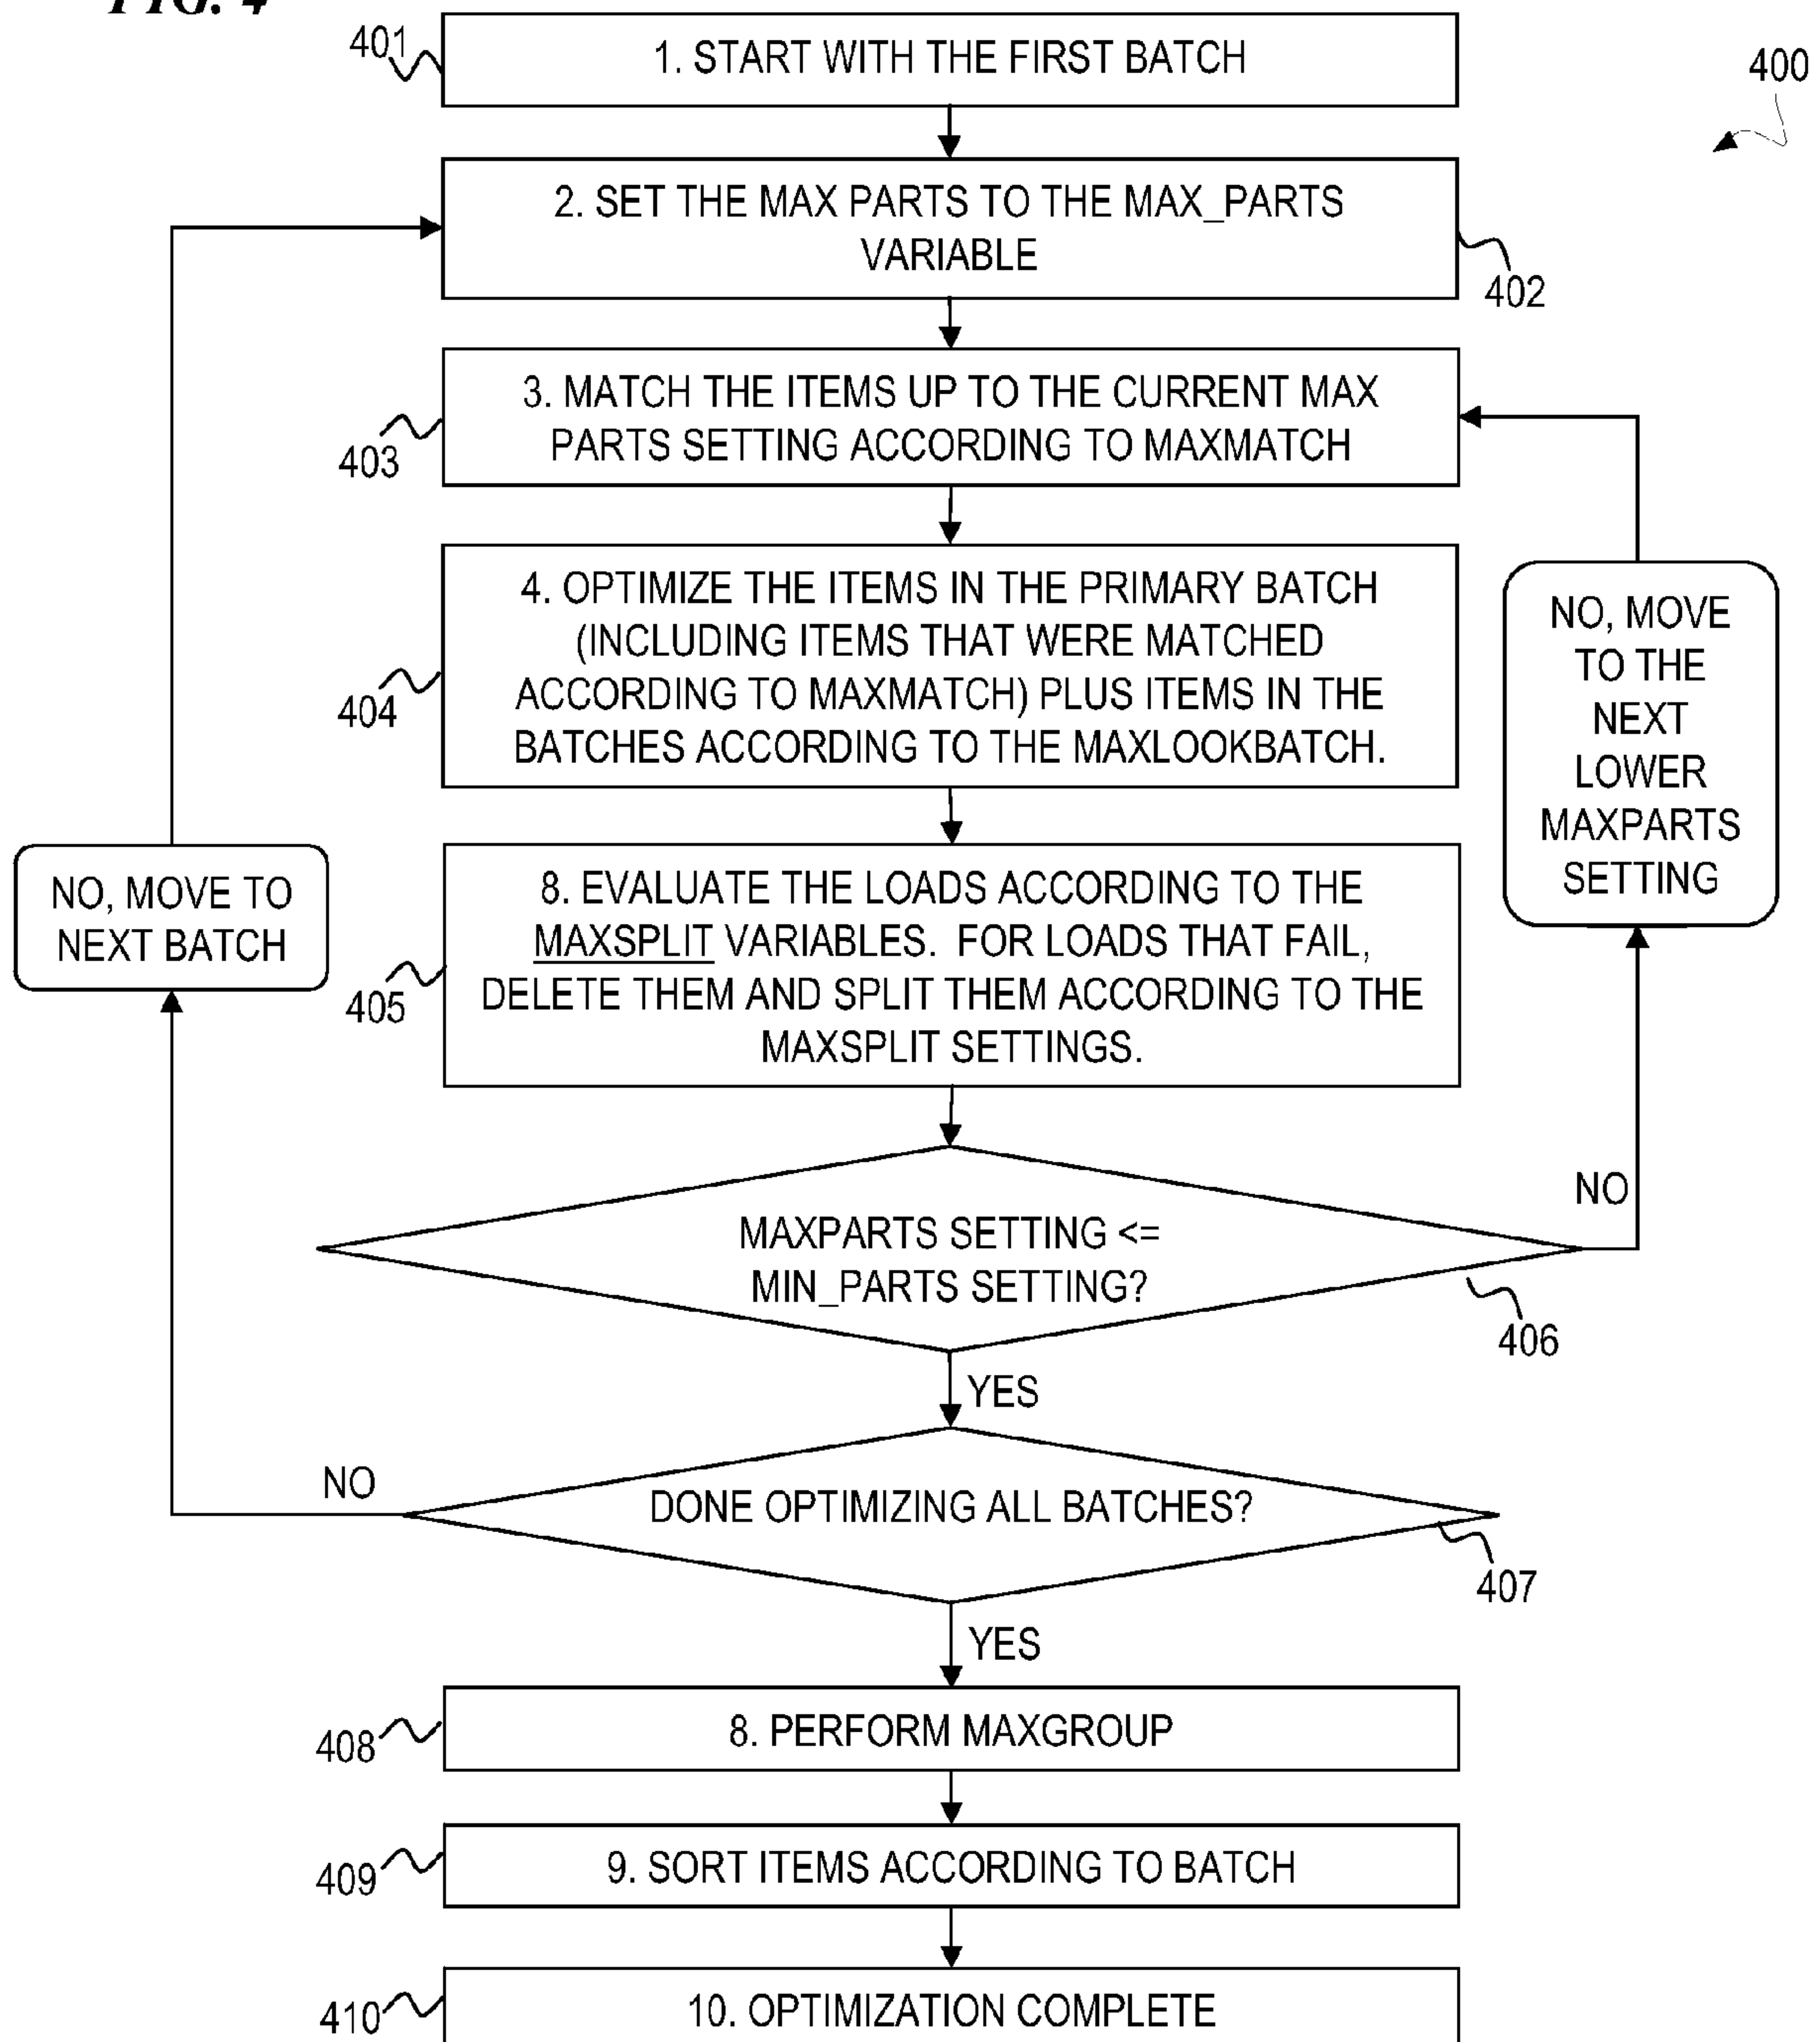 FIG. 4
401
1. START WITH THE FIRST BATCH
400
2. SET THE MAX PARTS TO THE MAX_PARTS
VARIABLE
402
3. MATCH THE ITEMS UP TO THE CURRENT MAX
PARTS SETTING ACCORDING TO MAXMATCH
403
4. OPTIMIZE THE ITEMS IN THE PRIMARY BATCH
(INCLUDING ITEMS THAT WERE MATCHED
ACCORDING TO MAXMATCH) PLUS ITEMS IN THE
BATCHES ACCORDING TO THE MAXLOOKBATCH.
404
NO, MOVE
TO THE
NEXT
LOWER
MAXPARTS
SETTING
NO, MOVE TO
NEXT BATCH
8. EVALUATE THE LOADS ACCORDING TO THE
MAXSPLIT VARIABLES. FOR LOADS THAT FAIL,
DELETE THEM AND SPLIT THEM ACCORDING TO THE
MAXSPLIT SETTINGS.
405
NO
MAXPARTS SETTING <=
MIN_PARTS SETTING?
406
YES
NO
DONE OPTIMIZING ALL BATCHES?
407
YES
408
8. PERFORM MAXGROUP
409
9. SORT ITEMS ACCORDING TO BATCH
410
10. OPTIMIZATION COMPLETE